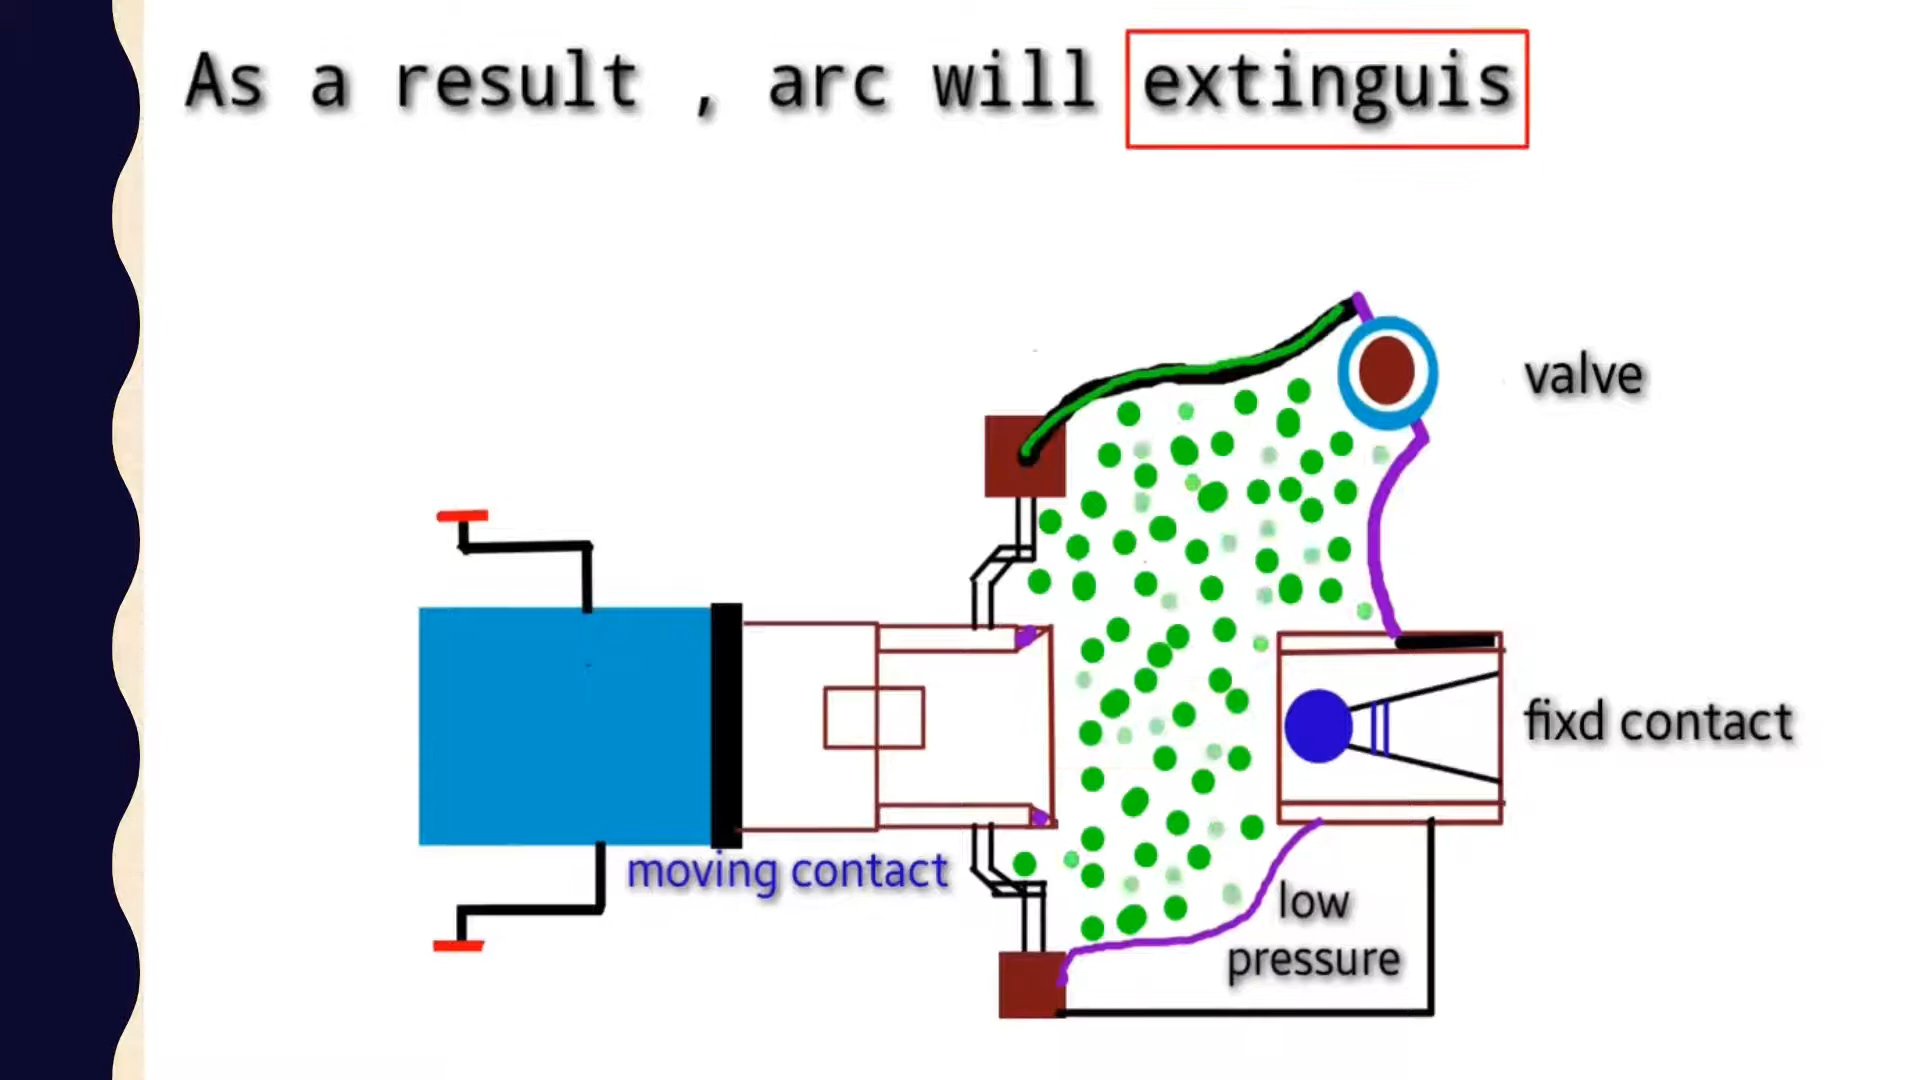 As a result , arc will extinguis
valve
fixd contact
moving contact
low
pressure